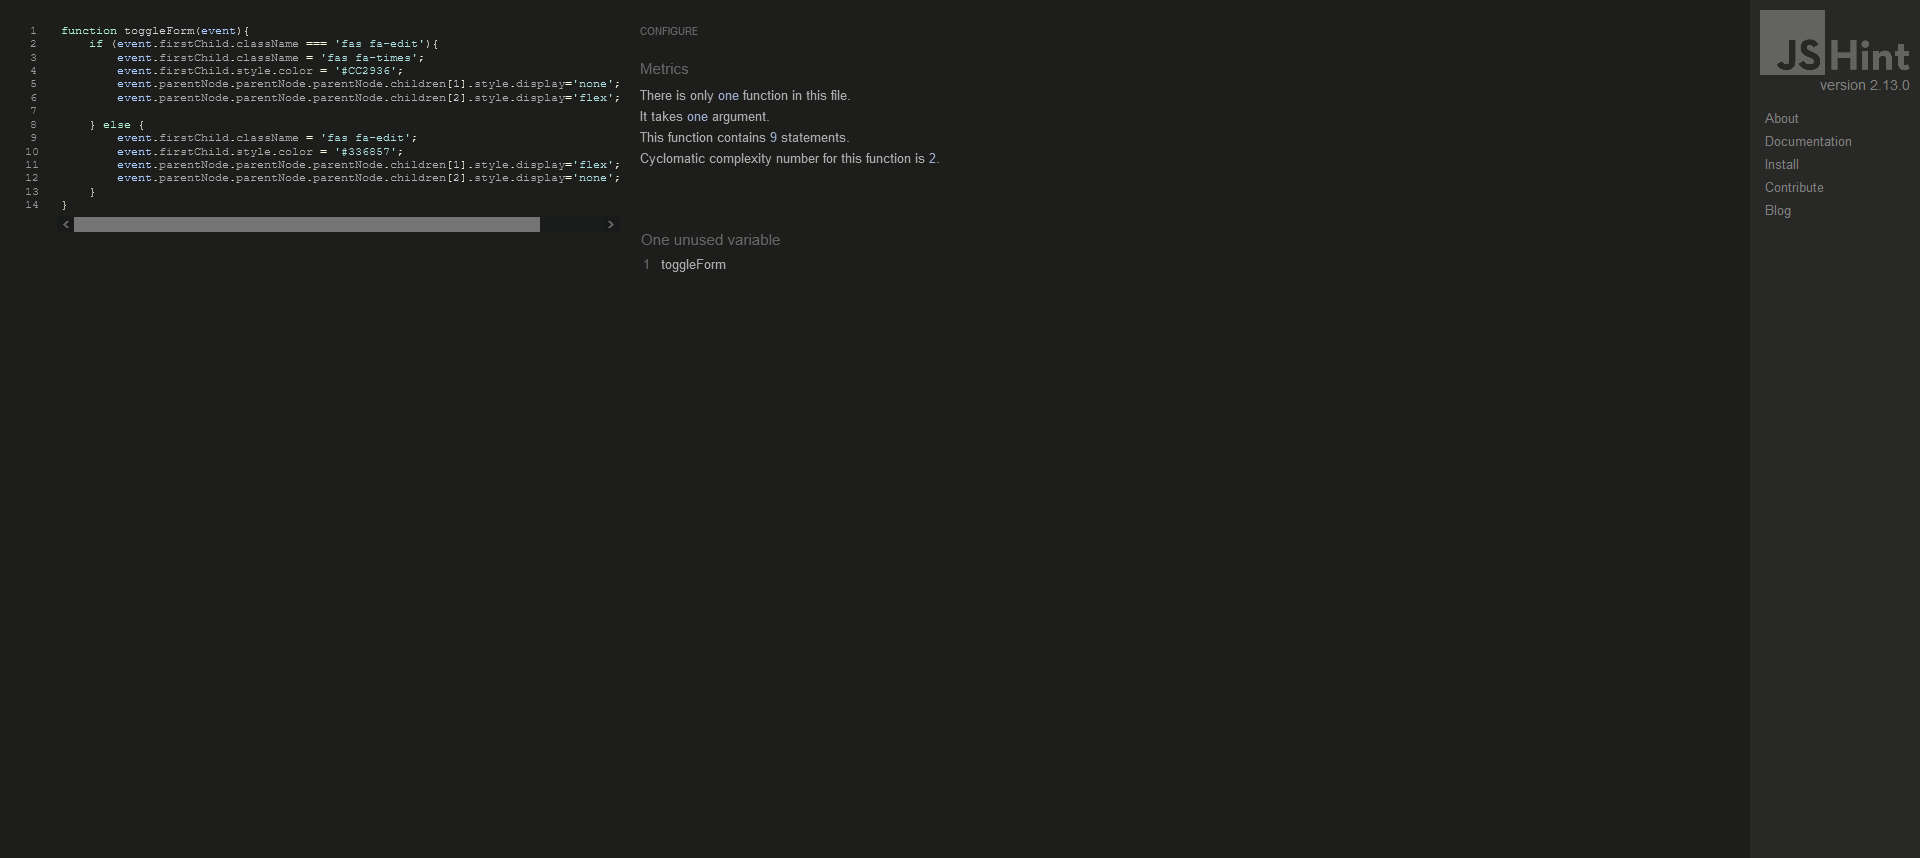 1 function toggleForm(event){
2 if (event.firstChild.className === 'fas fa-edit'){
3 event.firstChild.className = 'fas fa-times';
4 event.firstChild.style.color = '#CC2936';
5 event.parentNode.parentNode.parentNode.children[1].style.display='none';
6 event.parentNode.parentNode.parentNode.children[2].style.display='flex';
7
8 } else {
9 event.firstChild.className = 'fas fa-edit';
10 event.firstChild.style.color = '#336857';
11 event.parentNode.parentNode.parentNode.children[1].style.display='flex';
12 event.parentNode.parentNode.parentNode.children[2].style.display='none';
13 }
14 }
CONFIGURE
Metrics
There is only one function in this file.
It takes one argument.
This function contains 9 statements.
Cyclomatic complexity number for this function is 2.
One unused variable
1 toggleForm
JSHint
version 2.13.0
About
Documentation
Install
Contribute
Blog